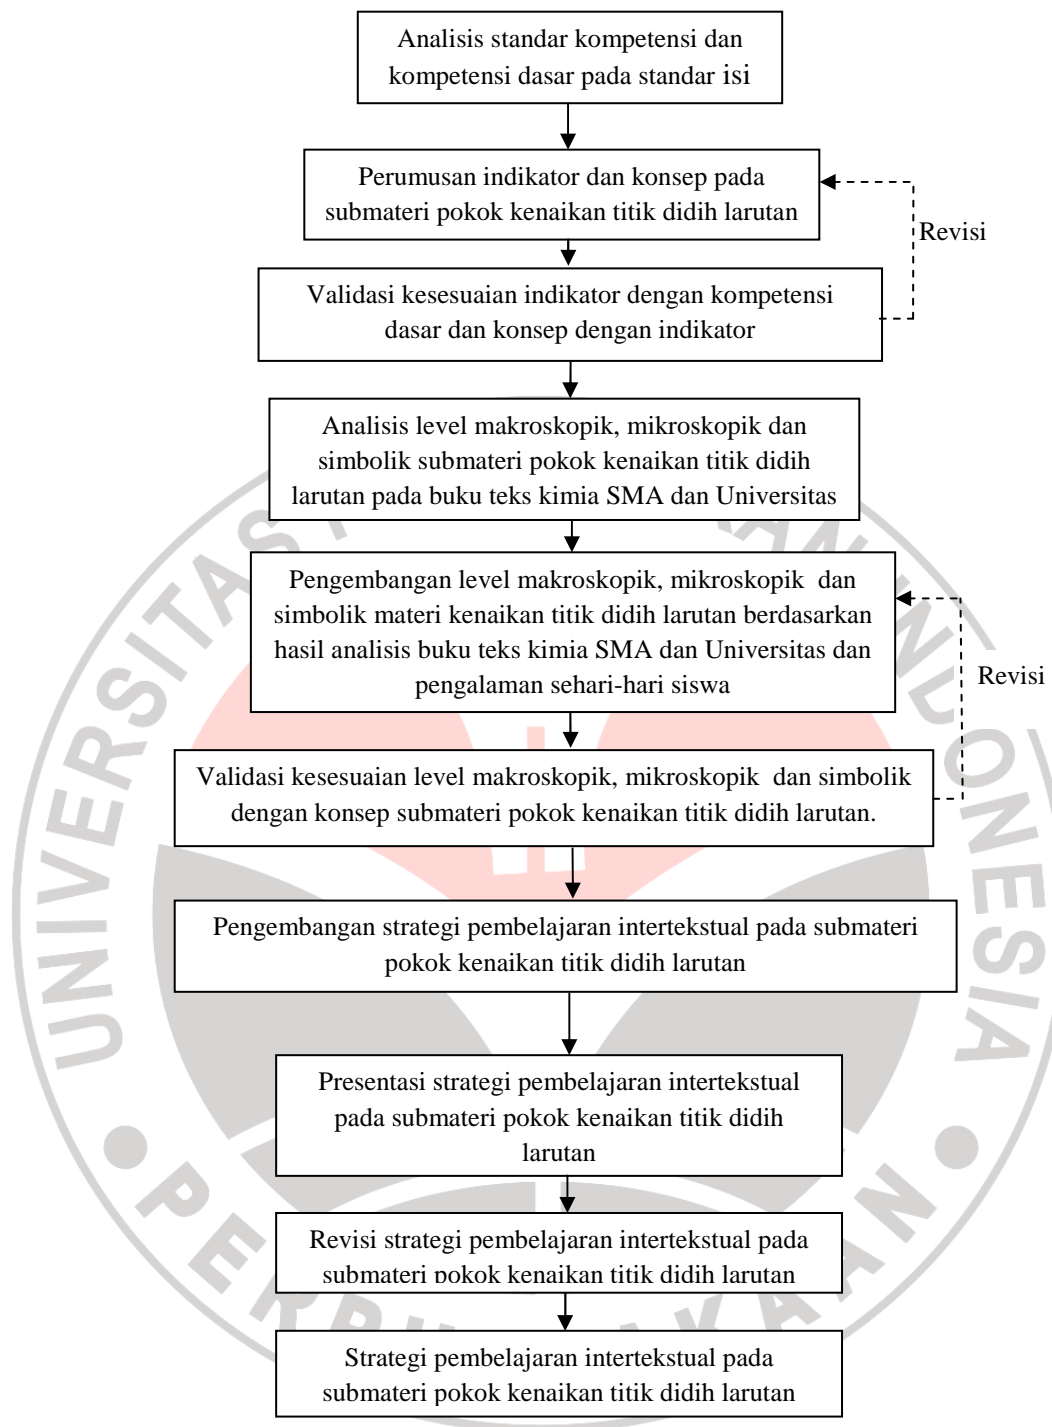 Analisis standar kompetensi dan
kompetensi dasar pada standar isi
Perumusan indikator dan konsep pada
submateri pokok kenaikan titik didih larutan
Revisi
Validasi kesesuaian indikator dengan kompetensi
dasar dan konsep dengan indikator
Analisis level makroskopik, mikroskopik dan
simbolik submateri pokok kenaikan titik didih
larutan pada buku teks kimia SMA dan Universitas
Pengembangan level makroskopik, mikroskopik dan
simbolik materi kenaikan titik didih larutan berdasarkan
hasil analisis buku teks kimia SMA dan Universitas dan
pengalaman sehari-hari siswa
Revisi
Validasi kesesuaian level makroskopik, mikroskopik dan simbolik
dengan konsep submateri pokok kenaikan titik didih larutan.
Pengembangan strategi pembelajaran intertekstual pada submateri
pokok kenaikan titik didih larutan
Presentasi strategi pembelajaran intertekstual
pada submateri pokok kenaikan titik didih
larutan
Revisi strategi pembelajaran intertekstual pada
submateri pokok kenaikan titik didih larutan
Strategi pembelajaran intertekstual pada
submateri pokok kenaikan titik didih larutan
UNIVERSITAS
INDONESIA